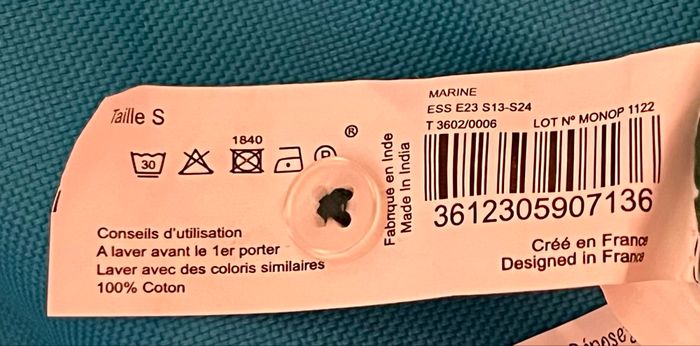 Taille S
30
1840
®
P
Conseils d'utilisation
A laver avant le 1er porter
Laver avec des coloris similaires
100% Coton
Fabriqué en Inde
Made In India
MARINE
ESS E23 S13-S24
T 3602/0006
LOT N° MONOP 1122
3612305907136
Créé en France
Designed in France